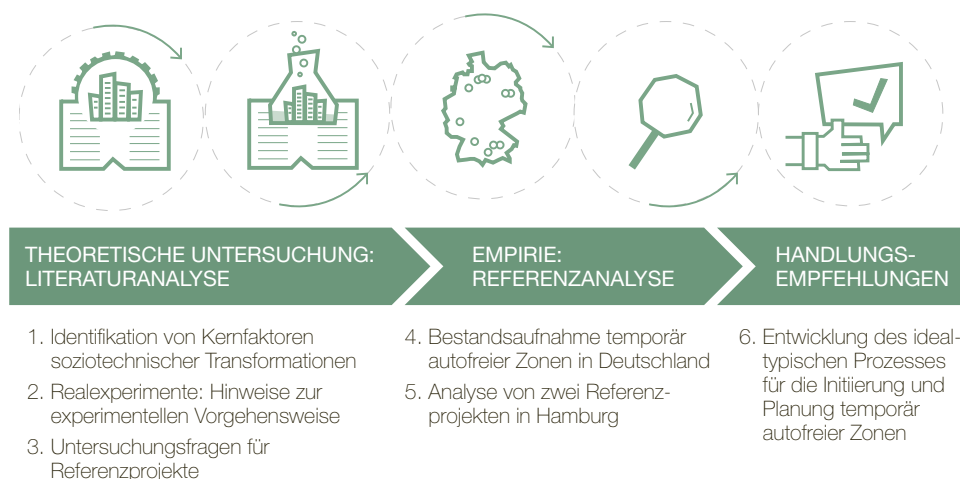 THEORETISCHE UNTERSUCHUNG:
LITERATURANALYSE
EMPIRIE:
REFERENZANALYSE
HANDLUNGS-
EMPFEHLUNGEN
1. Identifikation von Kernfaktoren
soziotechnischer Transformationen
2. Realexperimente: Hinweise zur
experimentellen Vorgehensweise
3. Untersuchungsfragen für
Referenzprojekte
4. Bestandsaufnahme temporär
autofreier Zonen in Deutschland
5. Analyse von zwei Referenz-
projekten in Hamburg
6. Entwicklung des ideal-
typischen Prozesses
für die Initiierung und
Planung temporär
autofreier Zonen